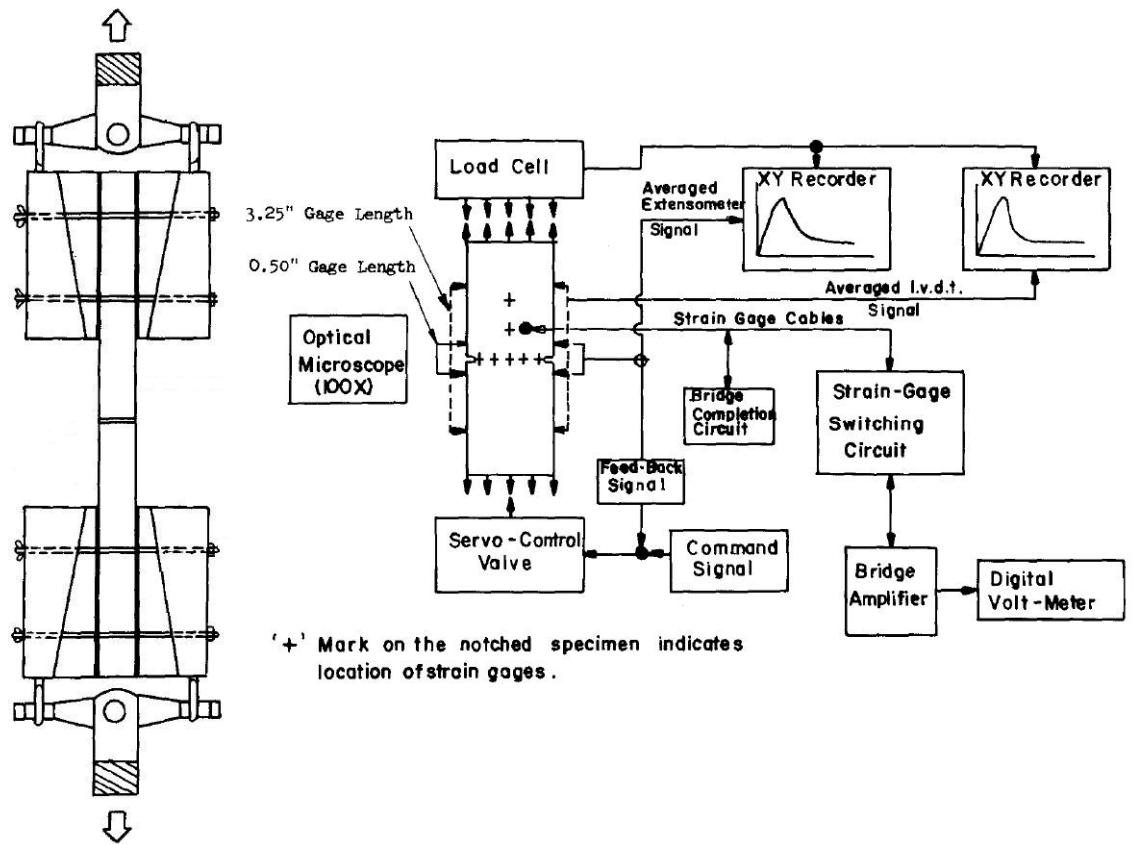 Load Cell
XY Recorder
XY Recorder
Averaged
Extensometer
Signal
3.25" Gage Length
0.50" Gage Length
Averaged l.v.d.t.
Signal
Strain Gage Cables
Optical
Microscope
(100X)
Bridge
Completion
Circuit
Strain-Gage
Switching
Circuit
Feed-Back
Signal
Servo-Control
Valve
Command
Signal
Bridge
Amplifier
Digital
Volt-Meter
'+' Mark on the notched specimen indicates
location of strain gages.